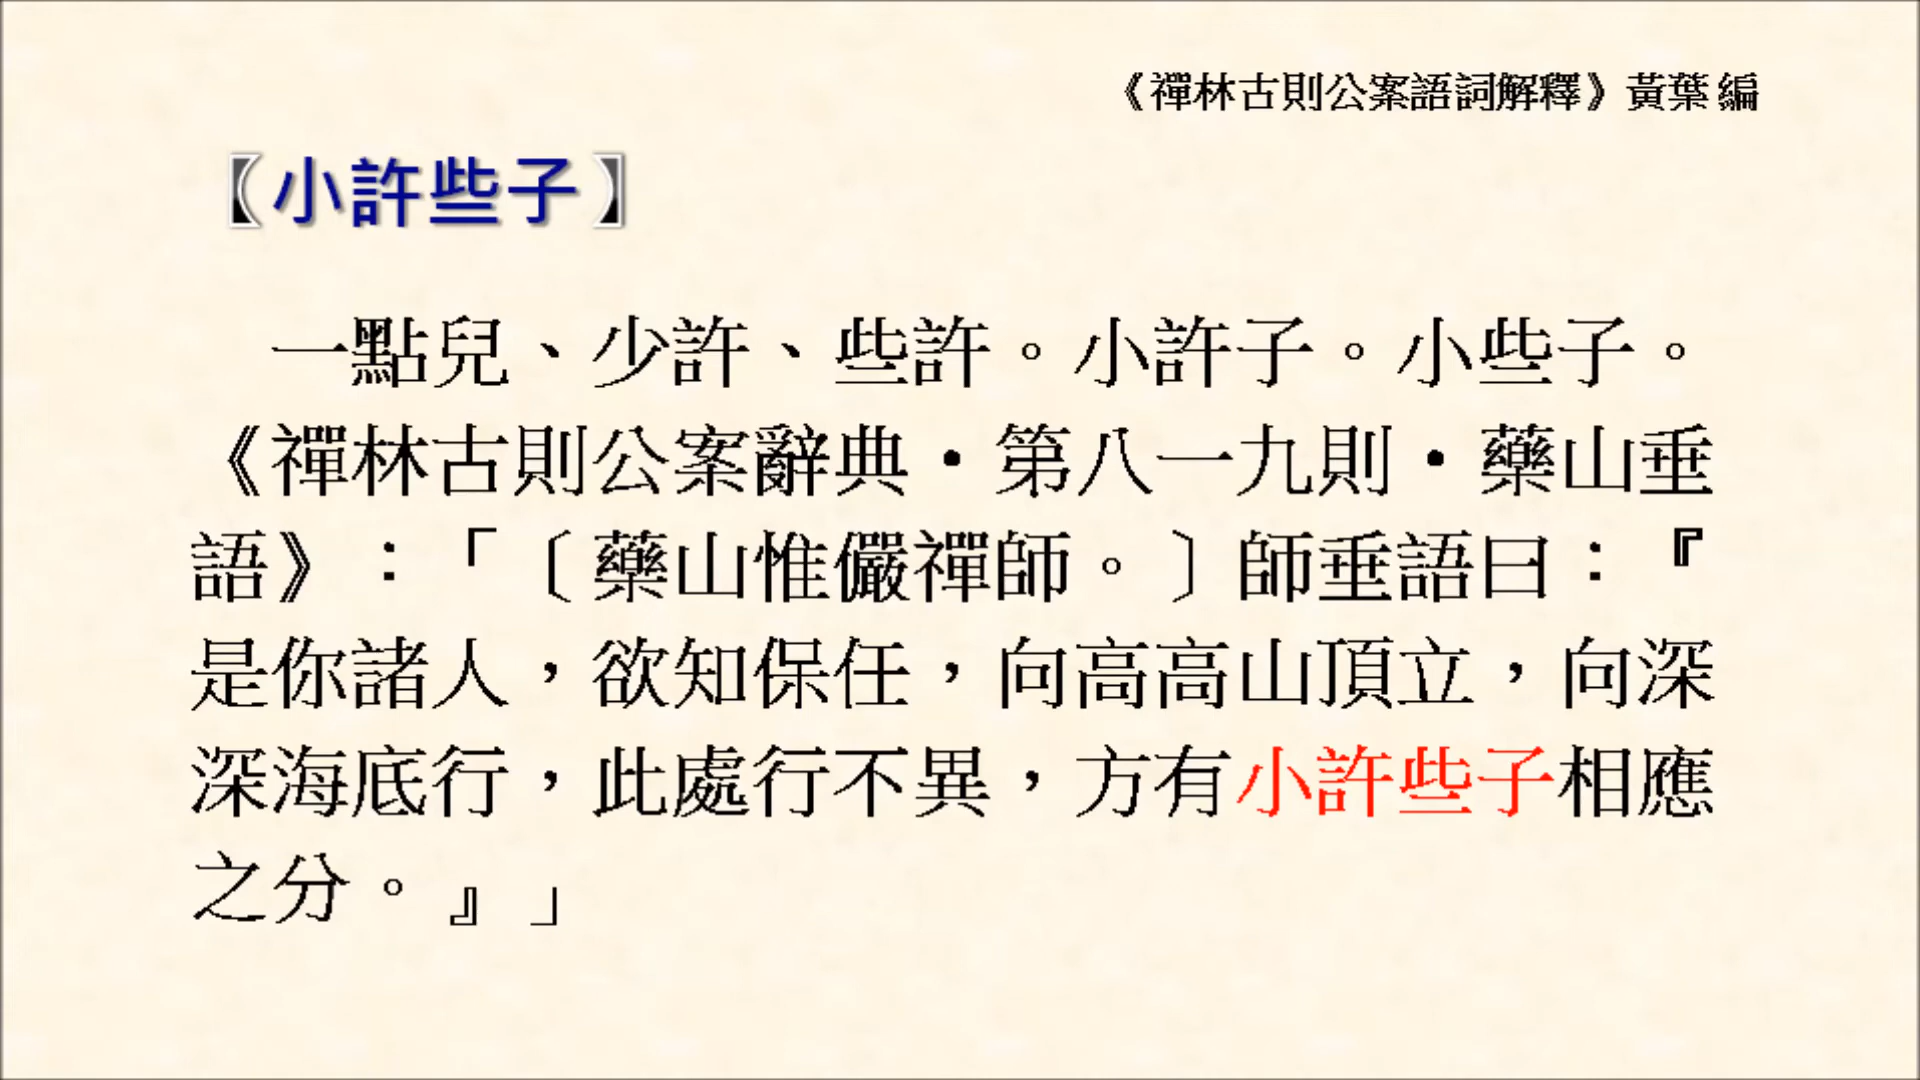 《禪林古則公案語詞解釋》黃葉 編
【小許些子】
一點兒、少許、些許。小許子。小些子。
《禪林古則公案辭典•第八一九則•藥山垂
語》：「〔藥山惟儼禪師。〕師垂語曰：『
是你諸人，欲知保任，向高高山頂立，向深
深海底行，此處行不異，方有小許些子相應
之分。』」